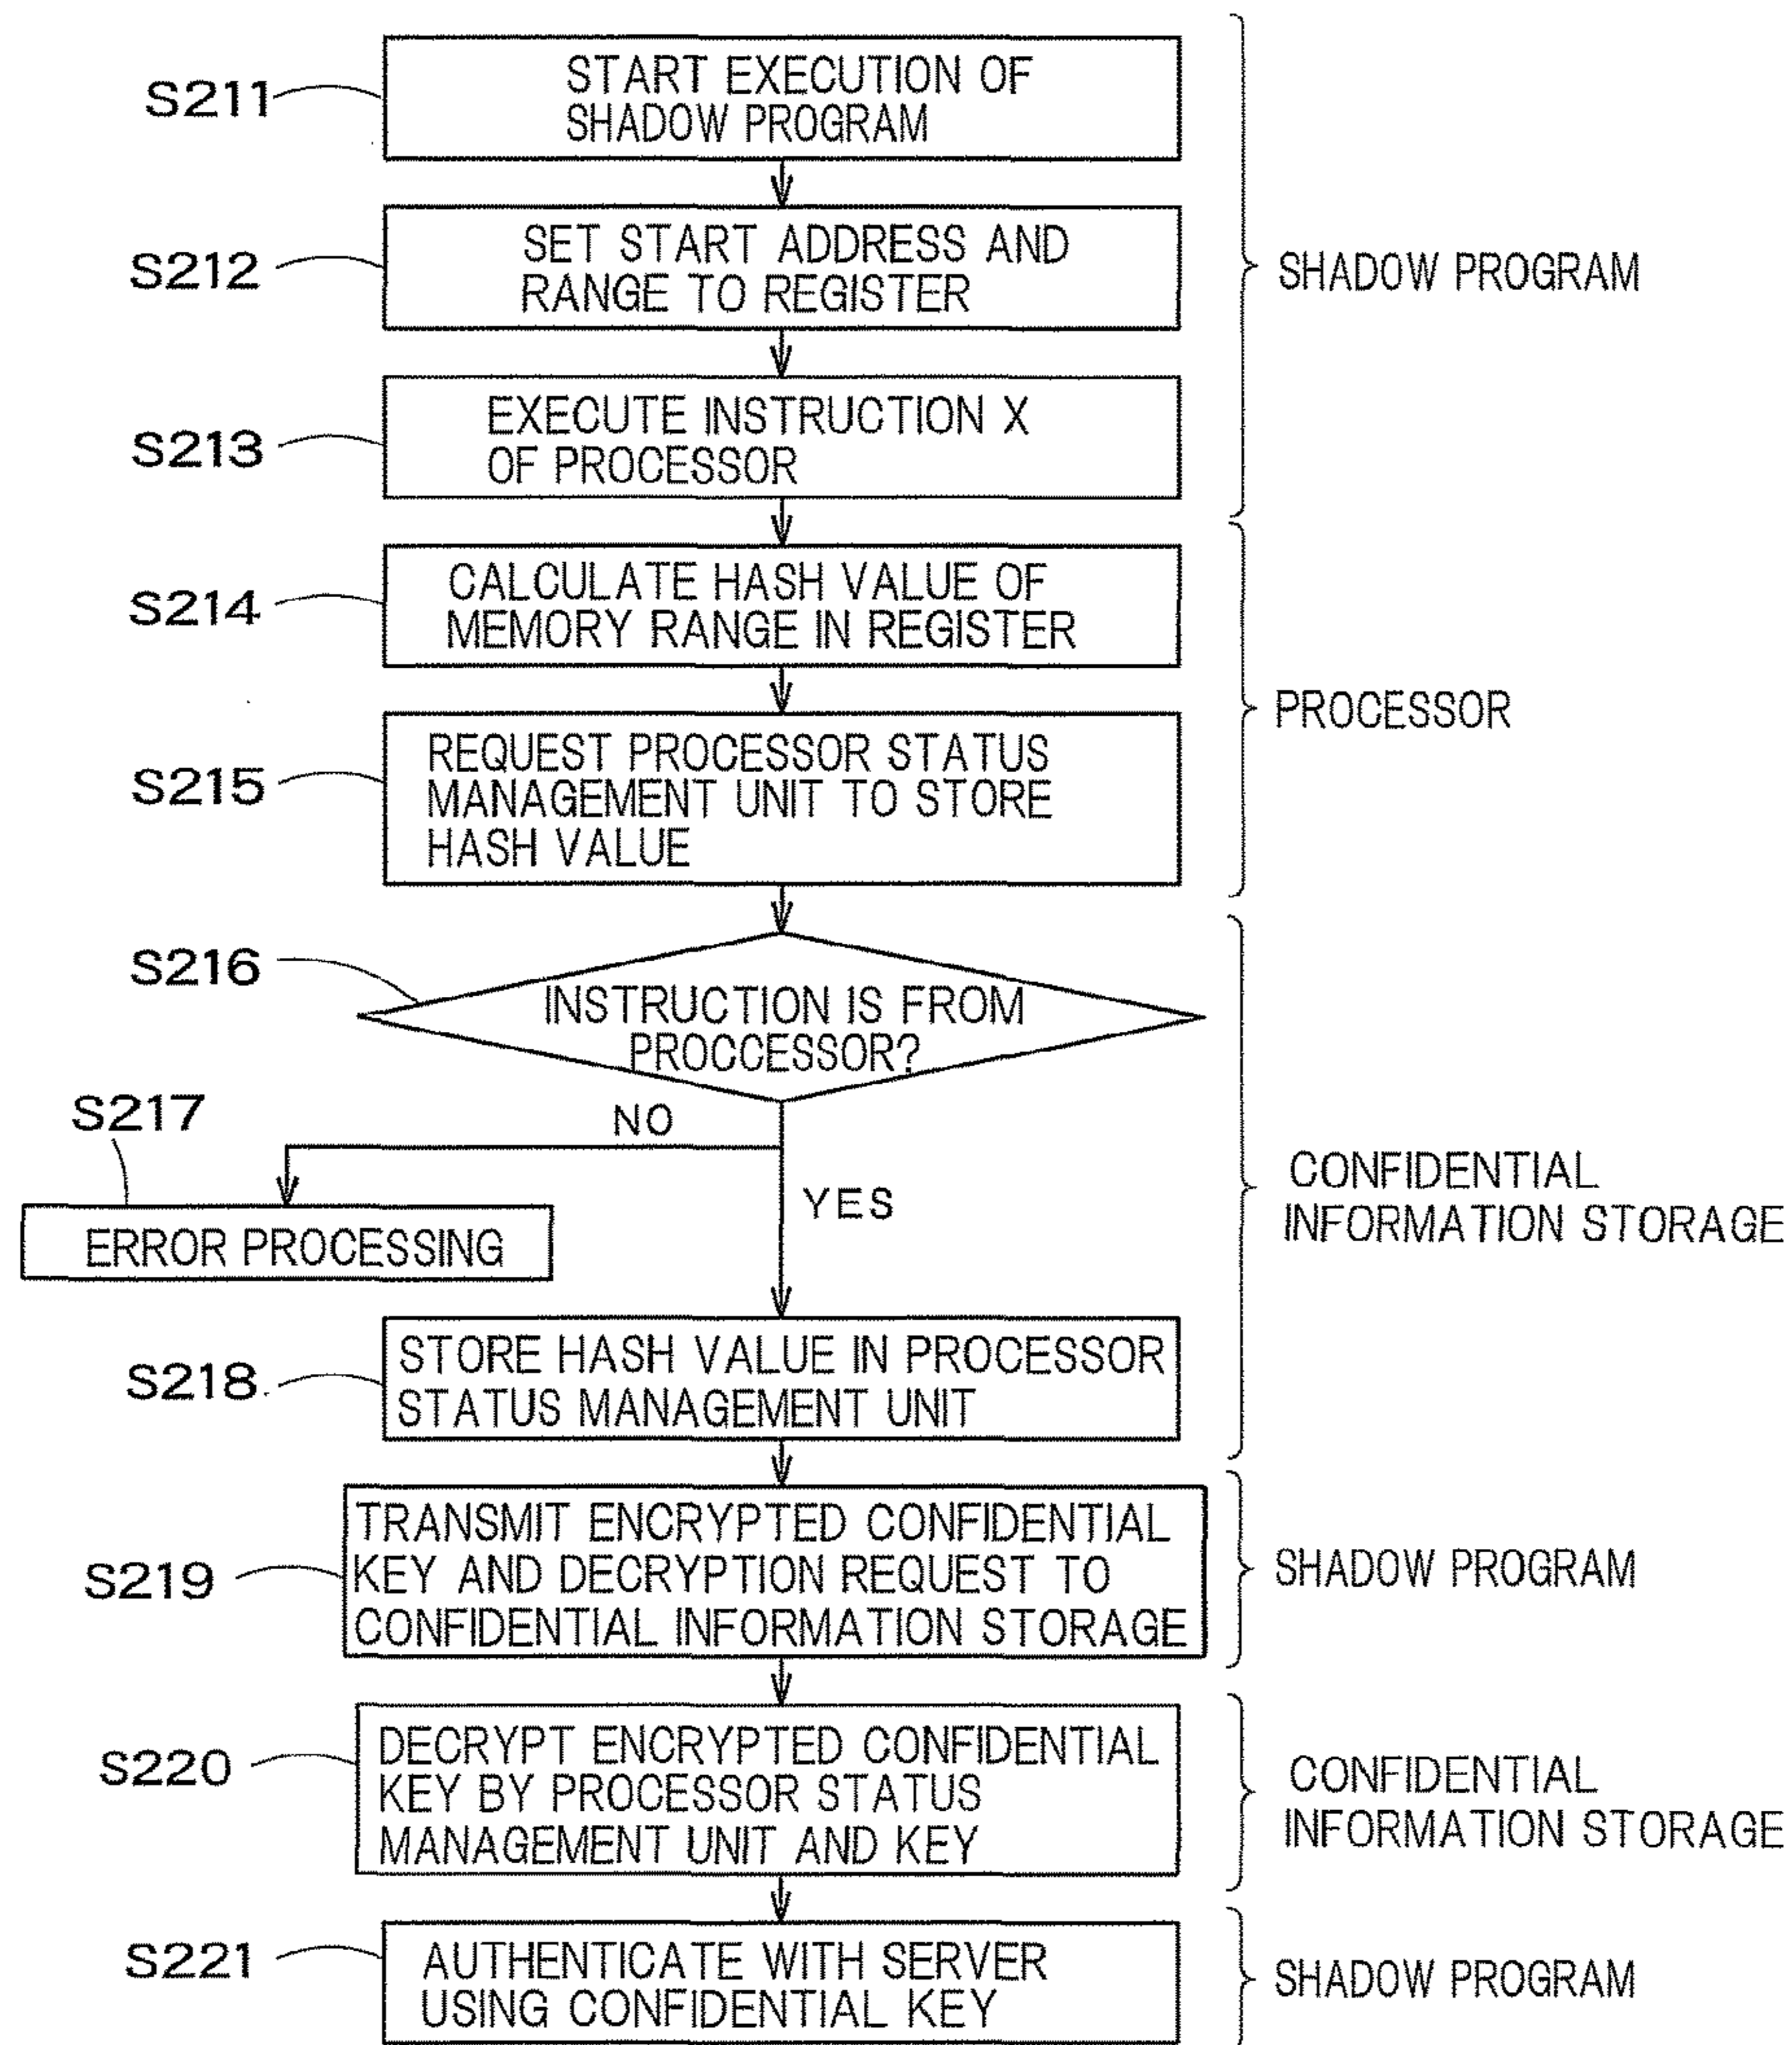 S211
START EXECUTION OF
SHADOW PROGRAM
S212
SET START ADDRESS AND
RANGE TO REGISTER
SHADOW PROGRAM
S213
EXECUTE INSTRUCTION X
OF PROCESSOR
S214
CALCULATE HASH VALUE OF
MEMORY RANGE IN REGISTER
PROCESSOR
S215
REQUEST PROCESSOR STATUS
MANAGEMENT UNIT TO STORE
HASH VALUE
S216
INSTRUCTION IS FROM
PROCCESSOR?
S217
NO
YES
ERROR PROCESSING
CONFIDENTIAL
INFORMATION STORAGE
S218
STORE HASH VALUE IN PROCESSOR
STATUS MANAGEMENT UNIT
S219
TRANSMIT ENCRYPTED CONFIDENTIAL
KEY AND DECRYPTION REQUEST TO
CONFIDENTIAL INFORMATION STORAGE
SHADOW PROGRAM
S220
DECRYPT ENCRYPTED CONFIDENTIAL
KEY BY PROCESSOR STATUS
MANAGEMENT UNIT AND KEY
CONFIDENTIAL
INFORMATION STORAGE
S221
AUTHENTICATE WITH SERVER
USING CONFIDENTIAL KEY
SHADOW PROGRAM